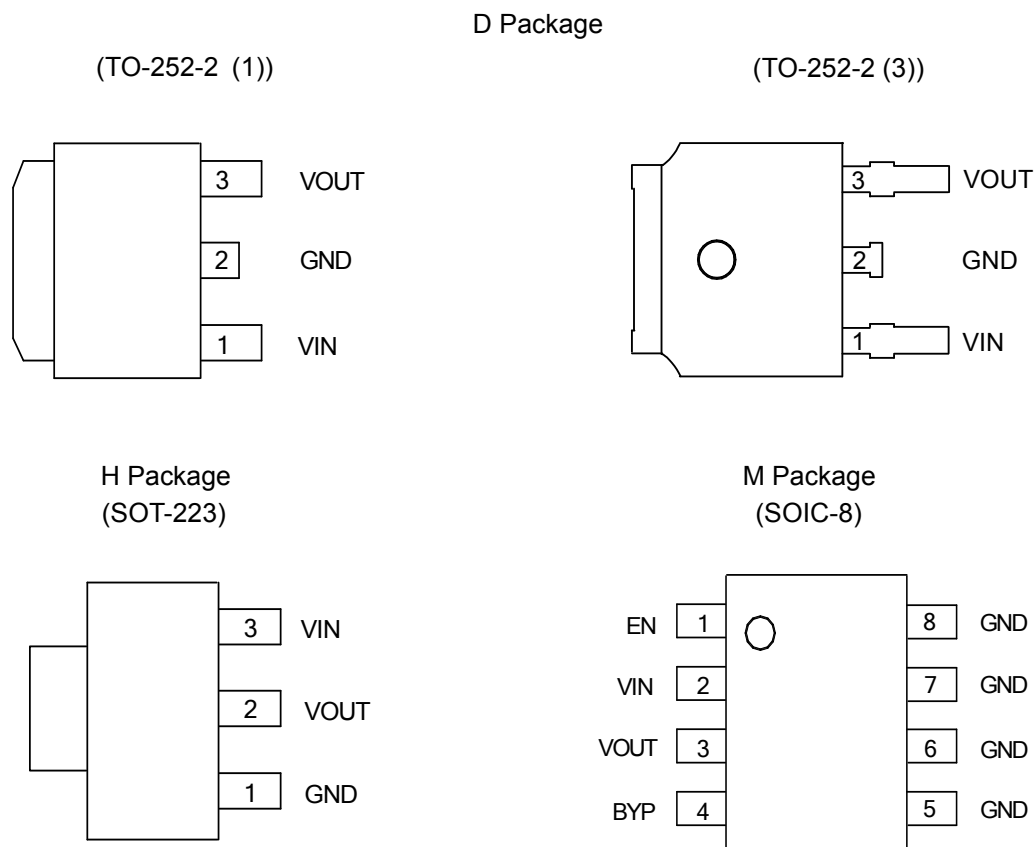 D Package
(TO-252-2 (1))
(TO-252-2 (3))
3 VOUT
2 GND
1 VIN
3 VOUT
2 GND
1 VIN
H Package
(SOT-223)
3 VIN
2 VOUT
1 GND
M Package
(SOIC-8)
EN 1 8 GND
VIN 2 7 GND
VOUT 3 6 GND
BYP 4 5 GND